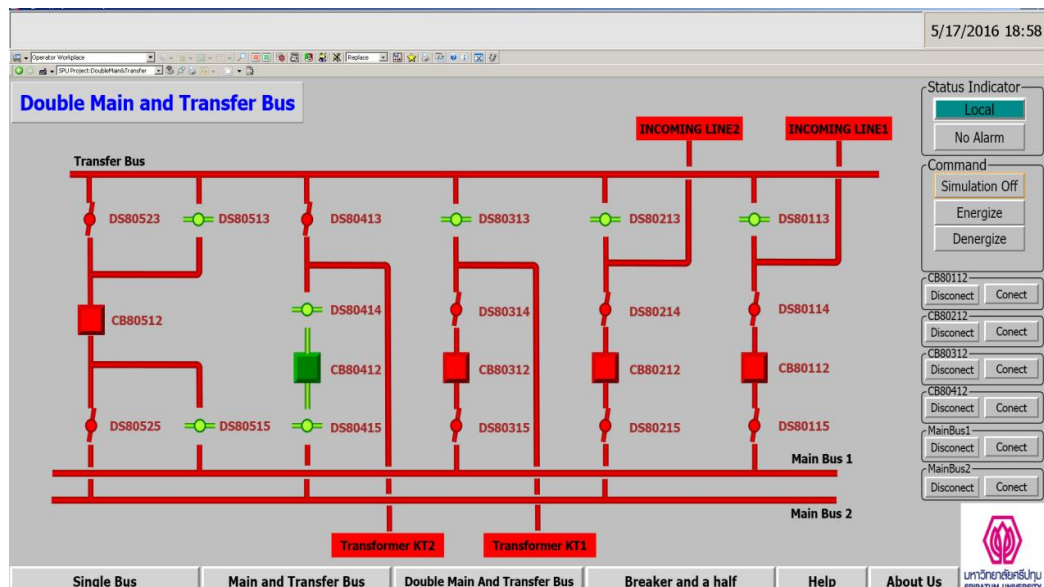 5/17/2016 18:58
Operator Workplace
Replace
SPU Project:DoubleMain&Transfer
Double Main and Transfer Bus
Status Indicator
Local
No Alarm
INCOMING LINE2
INCOMING LINE1
Transfer Bus
Command
Simulation Off
Energize
Denergize
DS80523
DS80513
DS80413
DS80313
DS80213
DS80113
CB80112
Disconect
Conect
CB80212
Disconect
Conect
CB80312
Disconect
Conect
CB80412
Disconect
Conect
MainBus1
Disconect
Conect
MainBus2
Disconect
Conect
DS80414
DS80314
DS80214
DS80114
CB80512
CB80412
CB80312
CB80212
CB80112
DS80525
DS80515
DS80415
DS80315
DS80215
DS80115
Main Bus 1
Main Bus 2
Transformer KT2
Transformer KT1
มหาวิทยาลัยศรีปทุม
SRIPATUM UNIVERSITY
Single Bus
Main and Transfer Bus
Double Main And Transfer Bus
Breaker and a half
Help
About Us